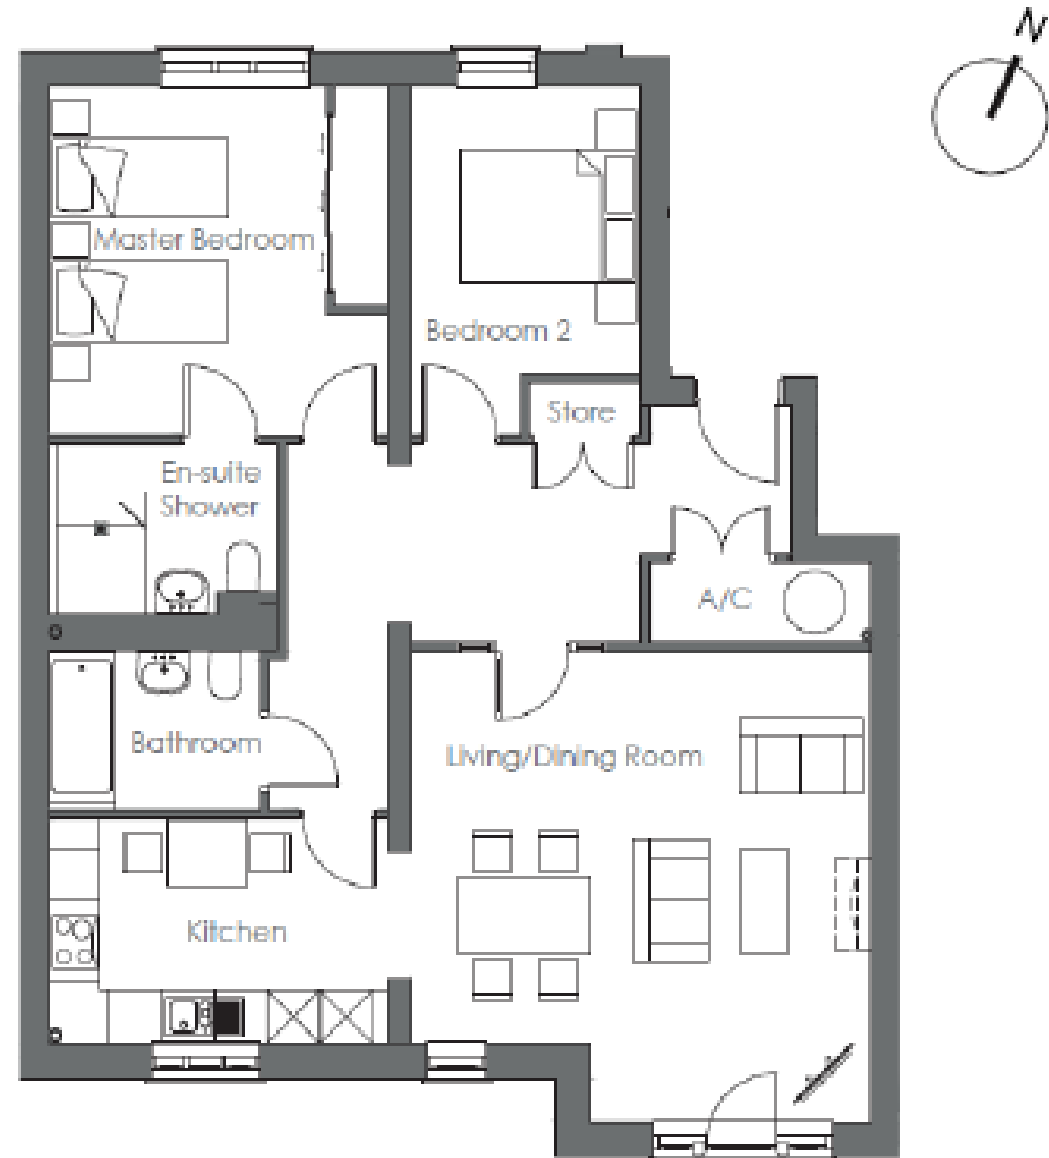 N
Master Bedroom
Bedroom 2
Store
En-suite
Shower
A/C
Bathroom
Living/Dining Room
Kitchen